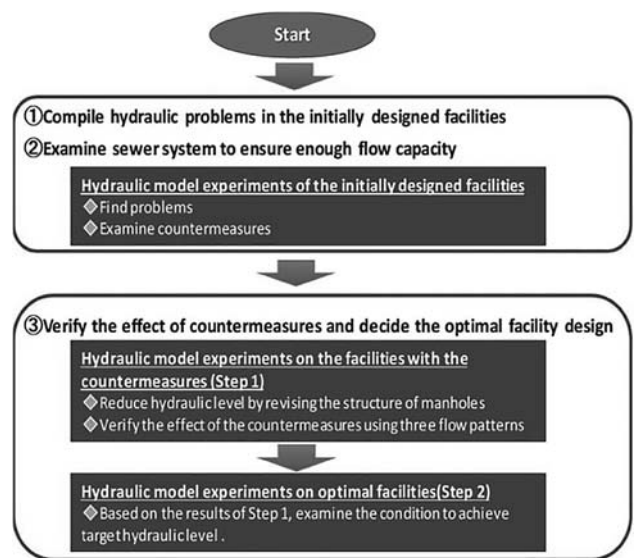 Start
①Compile hydraulic problems in the initially designed facilities
②Examine sewer system to ensure enough flow capacity
Hydraulic model experiments of the initially designed facilities
◈Find problems
◈Examine countermeasures
③Verify the effect of countermeasures and decide the optimal facility design
Hydraulic model experiments on the facilities with the
countermeasures (Step 1)
◈Reduce hydraulic level by revising the structure of manholes
◈Verify the effect of the countermeasures using three flow patterns
Hydraulic model experiments on optimal facilities(Step 2)
◈Based on the results of Step 1, examine the condition to achieve
target hydraulic level .